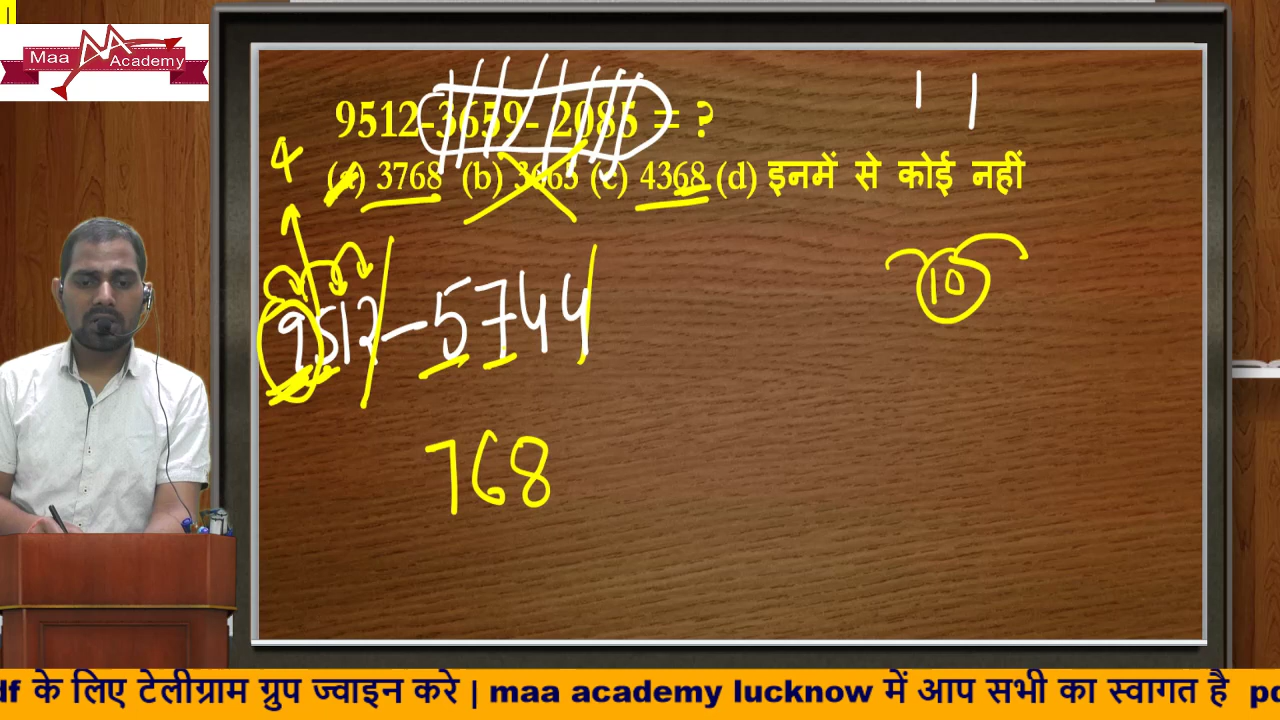 Maa Academy
9512-3659- 2085 = ?
(a) 3768 (b) 3665 (c) 4368 (d) इनमें से कोई नहीं
4
9512 - 5744
10
768
df के लिए टेलीग्राम ग्रुप ज्वाइन करे | maa academy lucknow में आप सभी का स्वागत है pd